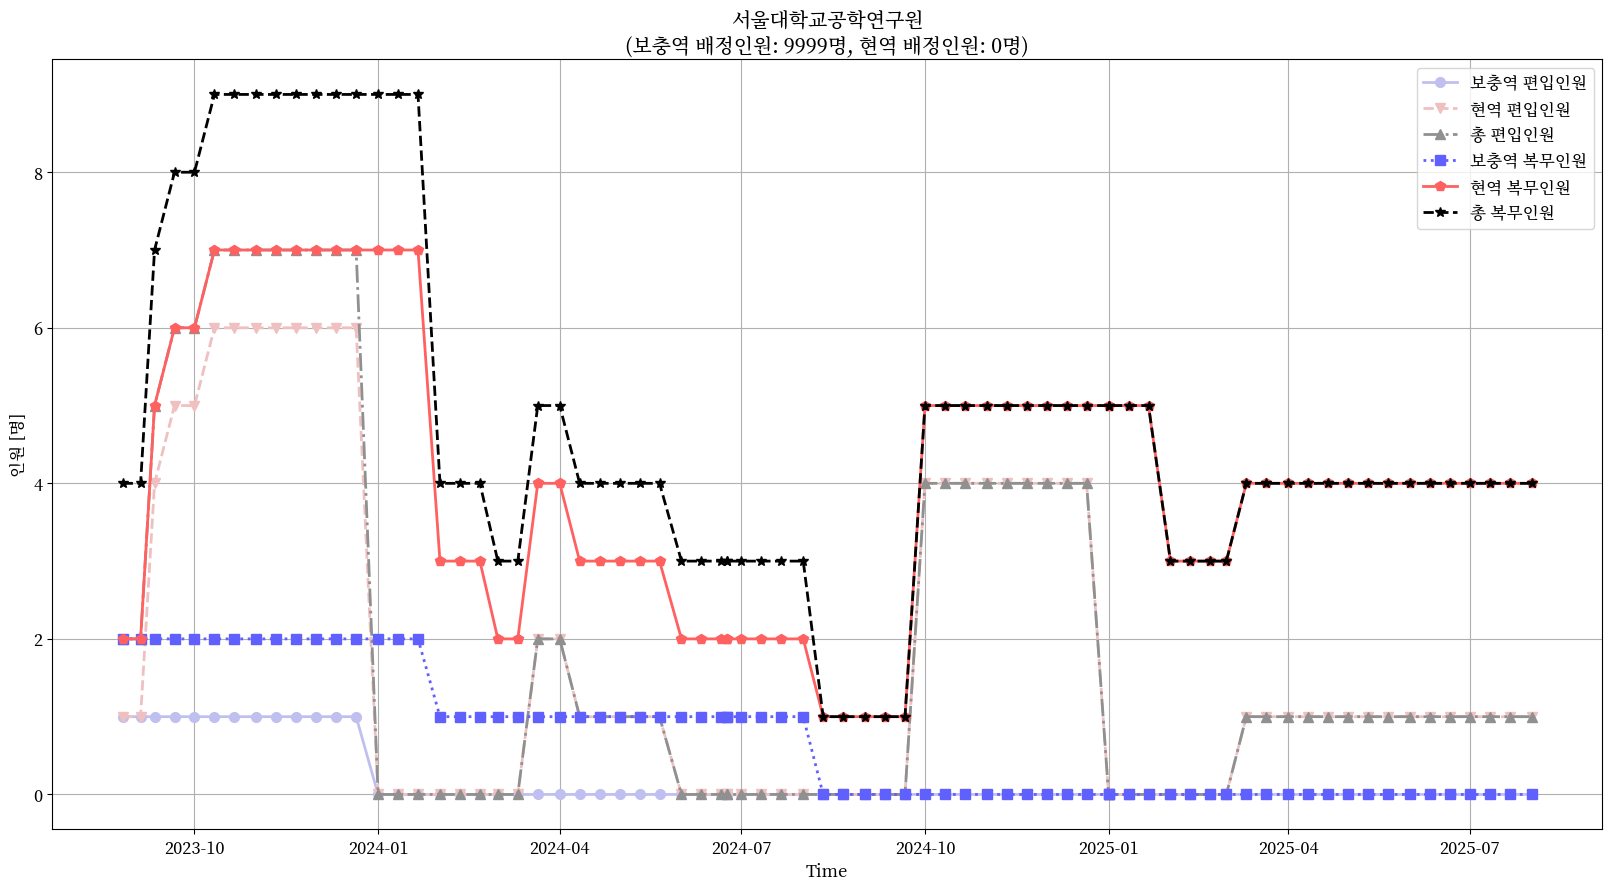 서울대학교공학연구원
(보충역 배정인원: 9999명, 현역 배정인원: 0명)
보충역 편입인원
현역 편입인원
총 편입인원
보충역 복무인원
현역 복무인원
총 복무인원
인원 [명]
8
6
4
2
0
2023-10
2024-01
2024-04
2024-07
2024-10
2025-01
2025-04
2025-07
Time